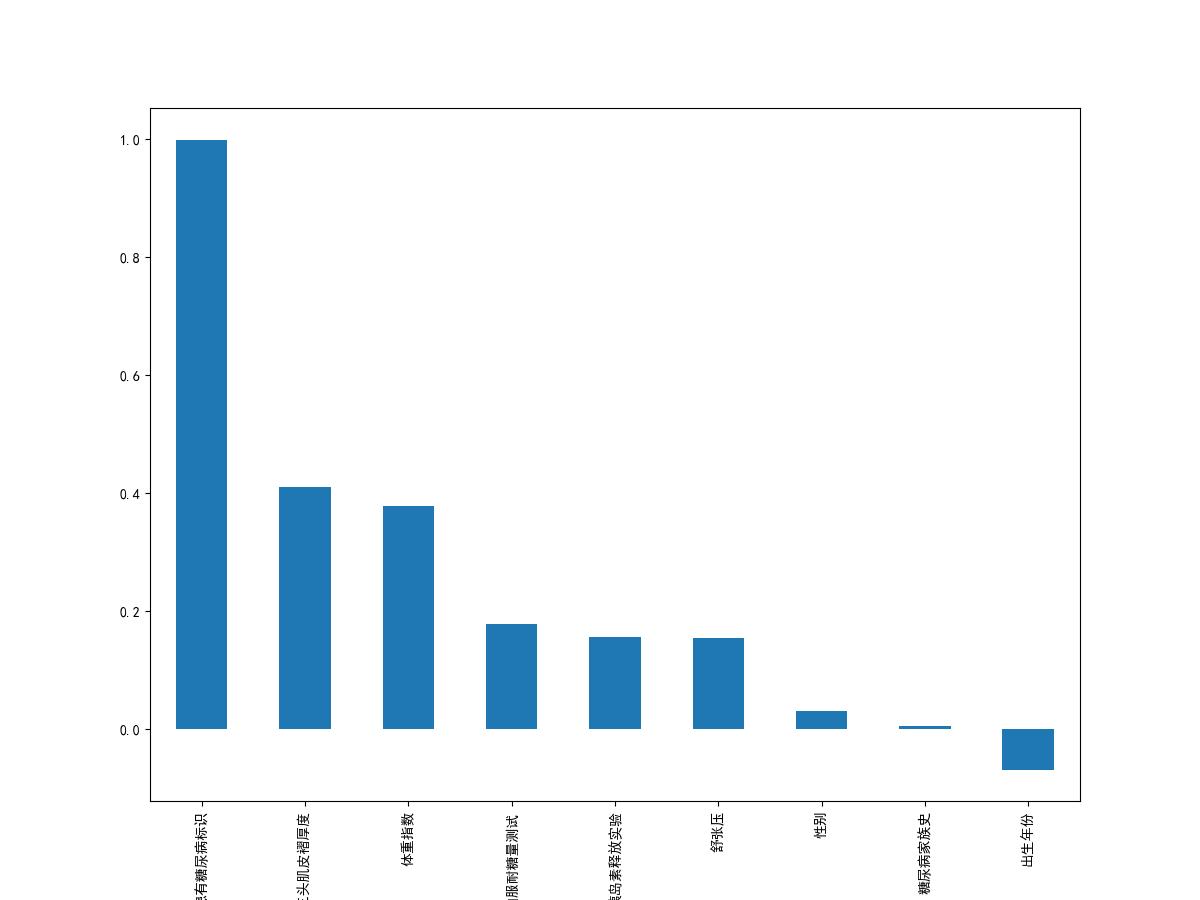 1.0
0.8
0.6
0.4
0.2
0.0
有糖尿病标识
头肌皮褶厚度
体重指数
服耐糖量测试
岛素释放实验
舒张压
性别
糖尿病家族史
出生年份